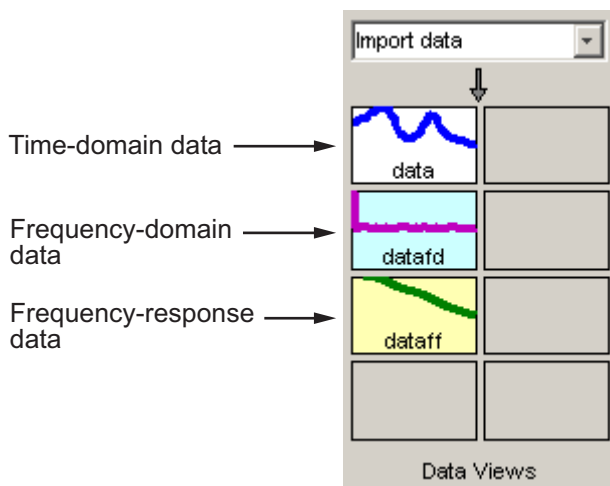 Import data
Time-domain data
data
Frequency-domain
data
datafd
Frequency-response
data
dataff
Data Views